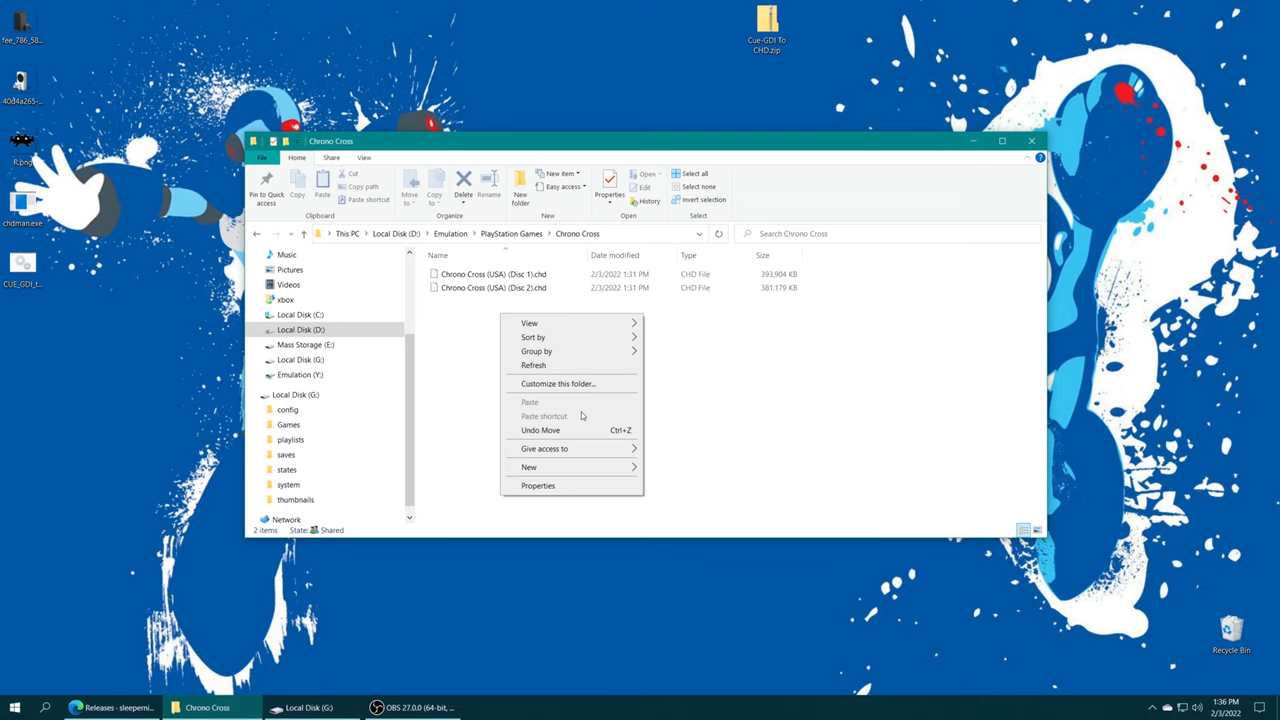 fee_786_58...
40d4a265-...
R.png
chdman.exe
CUE_GDI_t...
Cue-GDI To
CHD.zip
Recycle Bin
Chrono Cross
File
Home
Share
View
Pin to Quick
access
Copy
Paste
Cut
Copy path
Paste shortcut
Clipboard
Move
to
Copy
to
Delete
Rename
Organize
New
folder
New item
Easy access
New
Properties
Open
Edit
History
Open
Select all
Select none
Invert selection
Select
This PC > Local Disk (D:) > Emulation > PlayStation Games > Chrono Cross
Search Chrono Cross
Name
Date modified
Type
Size
Chrono Cross (USA) (Disc 1).chd 2/3/2022 1:31 PM CHD File 393,904 KB
Chrono Cross (USA) (Disc 2).chd 2/3/2022 1:31 PM CHD File 381,179 KB
Music
Pictures
Videos
xbox
Local Disk (C:)
Local Disk (D:)
Mass Storage (E:)
Local Disk (G:)
Emulation (Y:)
Local Disk (G:)
config
Games
playlists
saves
states
system
thumbnails
Network
View
Sort by
Group by
Refresh
Customize this folder...
Paste
Paste shortcut
Undo Move Ctrl+Z
Give access to
New
Properties
2 items State: Shared
Releases · sleeperni...
Chrono Cross
Local Disk (G:)
OBS 27.0.0 (64-bit, ...
1:36 PM
2/3/2022